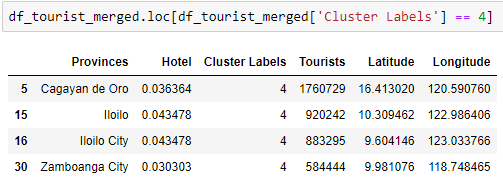 df_tourist_merged.loc[df_tourist_merged['Cluster Labels'] == 4]
Provinces Hotel Cluster Labels Tourists Latitude Longitude
5 Cagayan de Oro 0.036364 4 1760729 16.413020 120.590760
15 Iloilo 0.043478 4 920242 10.309462 122.986406
16 Iloilo City 0.043478 4 883295 9.604146 123.033766
30 Zamboanga City 0.030303 4 584444 9.981076 118.748465